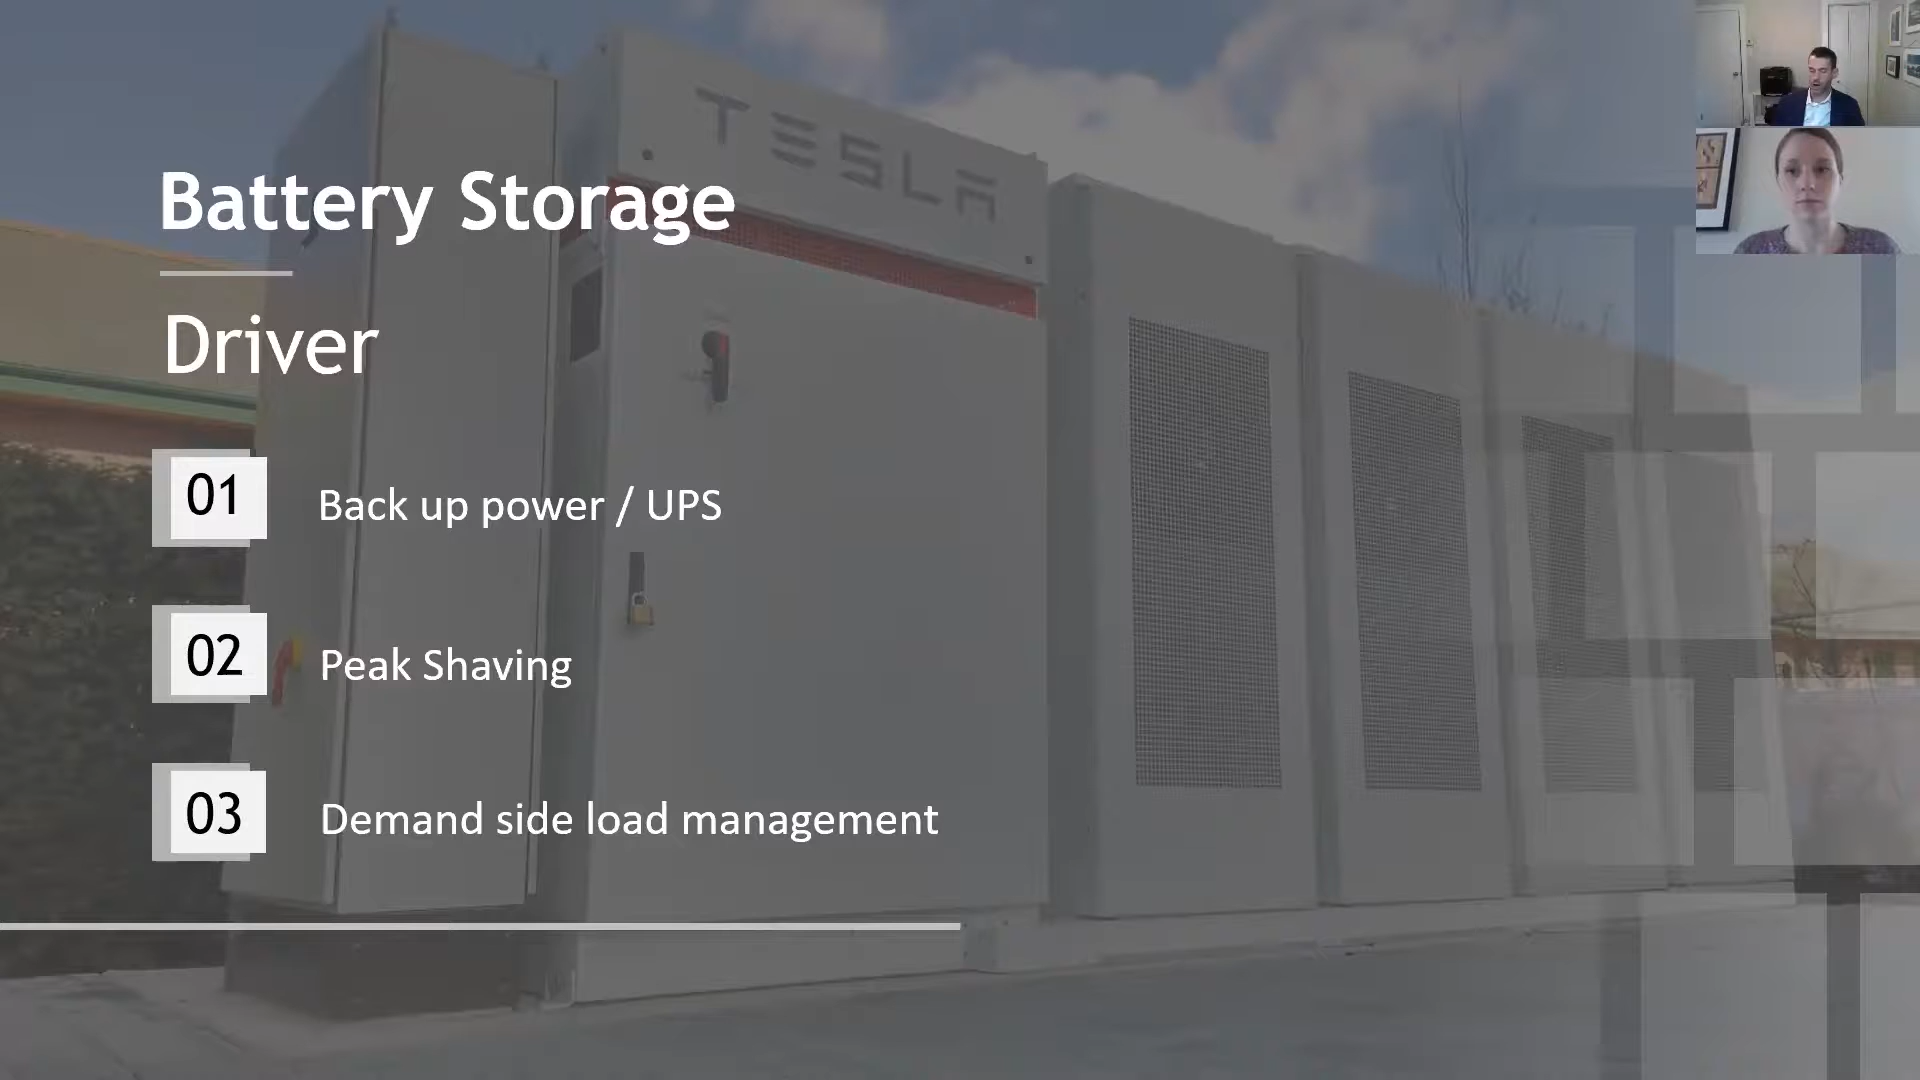 TESLA
Battery Storage
Driver
01 Back up power / UPS
02 Peak Shaving
03 Demand side load management